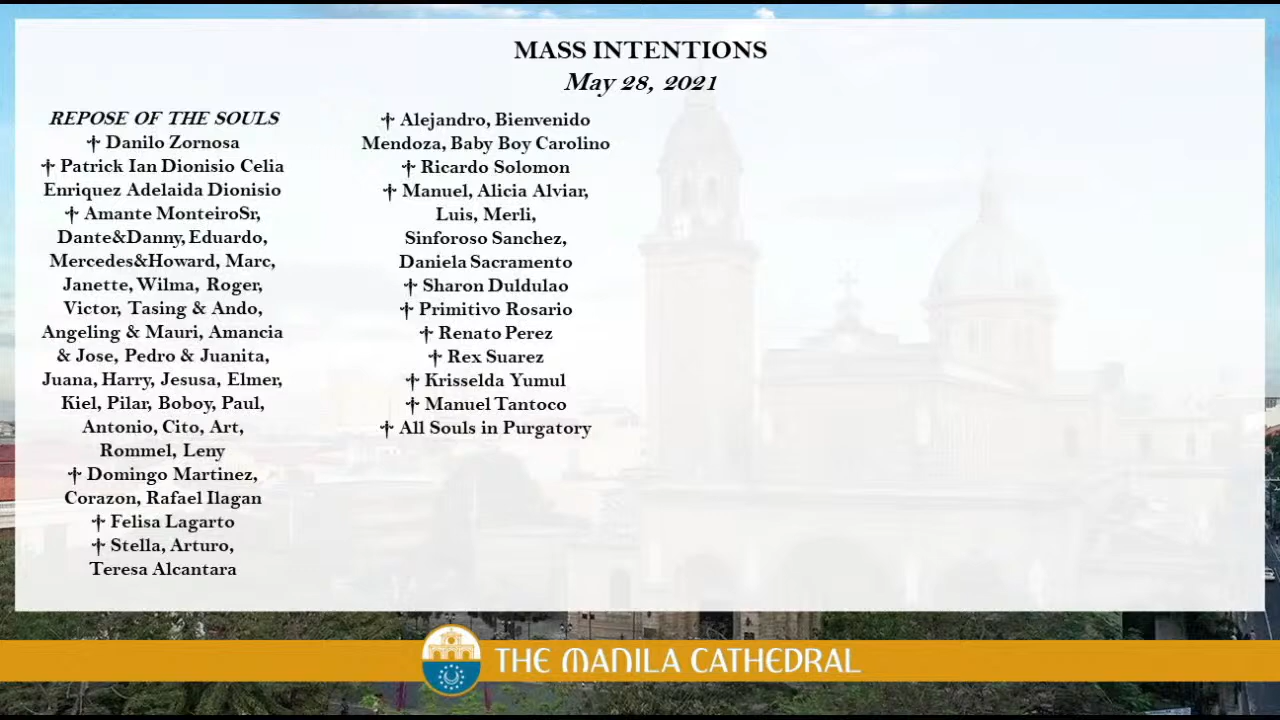 MASS INTENTIONS
May 28, 2021
REPOSE OF THE SOULS
✝ Danilo Zornosa
✝ Patrick Ian Dionisio Celia
Enriquez Adelaida Dionisio
✝ Amante MonteiroSr,
Dante&Danny, Eduardo,
Mercedes&Howard, Marc,
Janette, Wilma, Roger,
Victor, Tasing & Ando,
Angeling & Mauri, Amancia
& Jose, Pedro & Juanita,
Juana, Harry, Jesusa, Elmer,
Kiel, Pilar, Boboy, Paul,
Antonio, Cito, Art,
Rommel, Leny
✝ Domingo Martinez,
Corazon, Rafael Ilagan
✝ Felisa Lagarto
✝ Stella, Arturo,
Teresa Alcantara
✝ Alejandro, Bienvenido
Mendoza, Baby Boy Carolino
✝ Ricardo Solomon
✝ Manuel, Alicia Alviar,
Luis, Merli,
Sinforoso Sanchez,
Daniela Sacramento
✝ Sharon Duldulao
✝ Primitivo Rosario
✝ Renato Perez
✝ Rex Suarez
✝ Krisselda Yumul
✝ Manuel Tantoco
✝ All Souls in Purgatory
THE MANILA CATHEDRAL